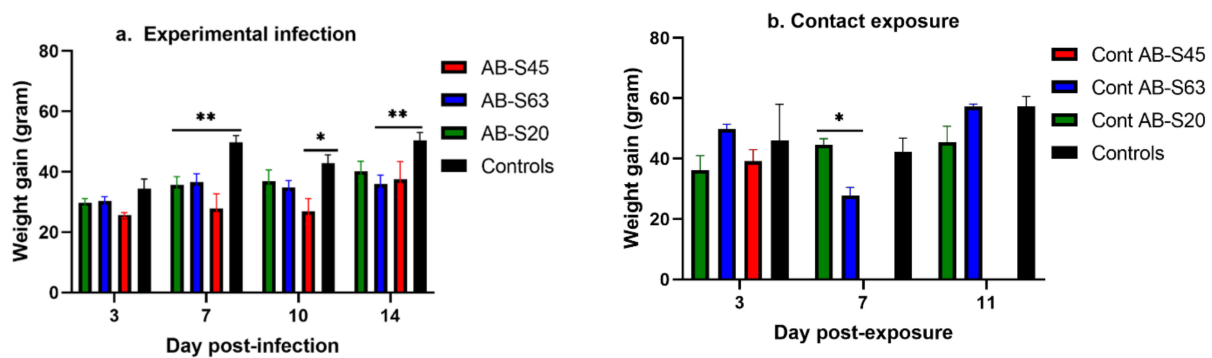 a. Experimental infection
Weight gain (gram)
80
60
40
20
0
**
*
**
3 7 10 14
Day post-infection
AB-S45
AB-S63
AB-S20
Controls
b. Contact exposure
Weight gain (gram)
80
60
40
20
0
*
3 7 11
Day post-exposure
Cont AB-S45
Cont AB-S63
Cont AB-S20
Controls